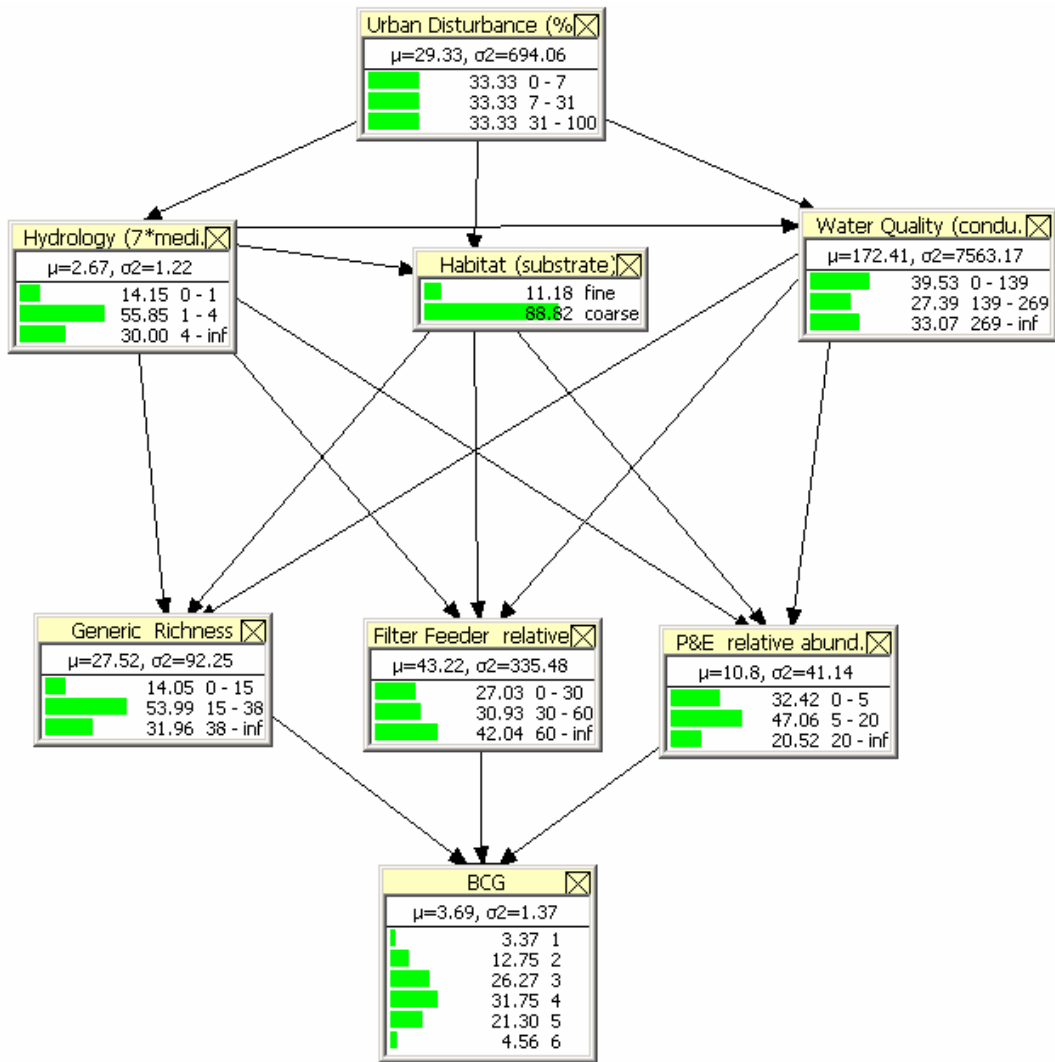 Urban Disturbance (%
μ=29.33, σ2=694.06
33.33 0 - 7
33.33 7 - 31
33.33 31 - 100
Hydrology (7*medi.
μ=2.67, σ2=1.22
14.15 0 - 1
55.85 1 - 4
30.00 4 - inf
Habitat (substrate)
11.18 fine
88.82 coarse
Water Quality (condu.
μ=172.41, σ2=7563.17
39.53 0 - 139
27.39 139 - 269
33.07 269 - inf
Generic Richness
μ=27.52, σ2=92.25
14.05 0 - 15
53.99 15 - 38
31.96 38 - inf
Filter Feeder relative
μ=43.22, σ2=335.48
27.03 0 - 30
30.93 30 - 60
42.04 60 - inf
P&E relative abund.
μ=10.8, σ2=41.14
32.42 0 - 5
47.06 5 - 20
20.52 20 - inf
BCG
μ=3.69, σ2=1.37
3.37 1
12.75 2
26.27 3
31.75 4
21.30 5
4.56 6